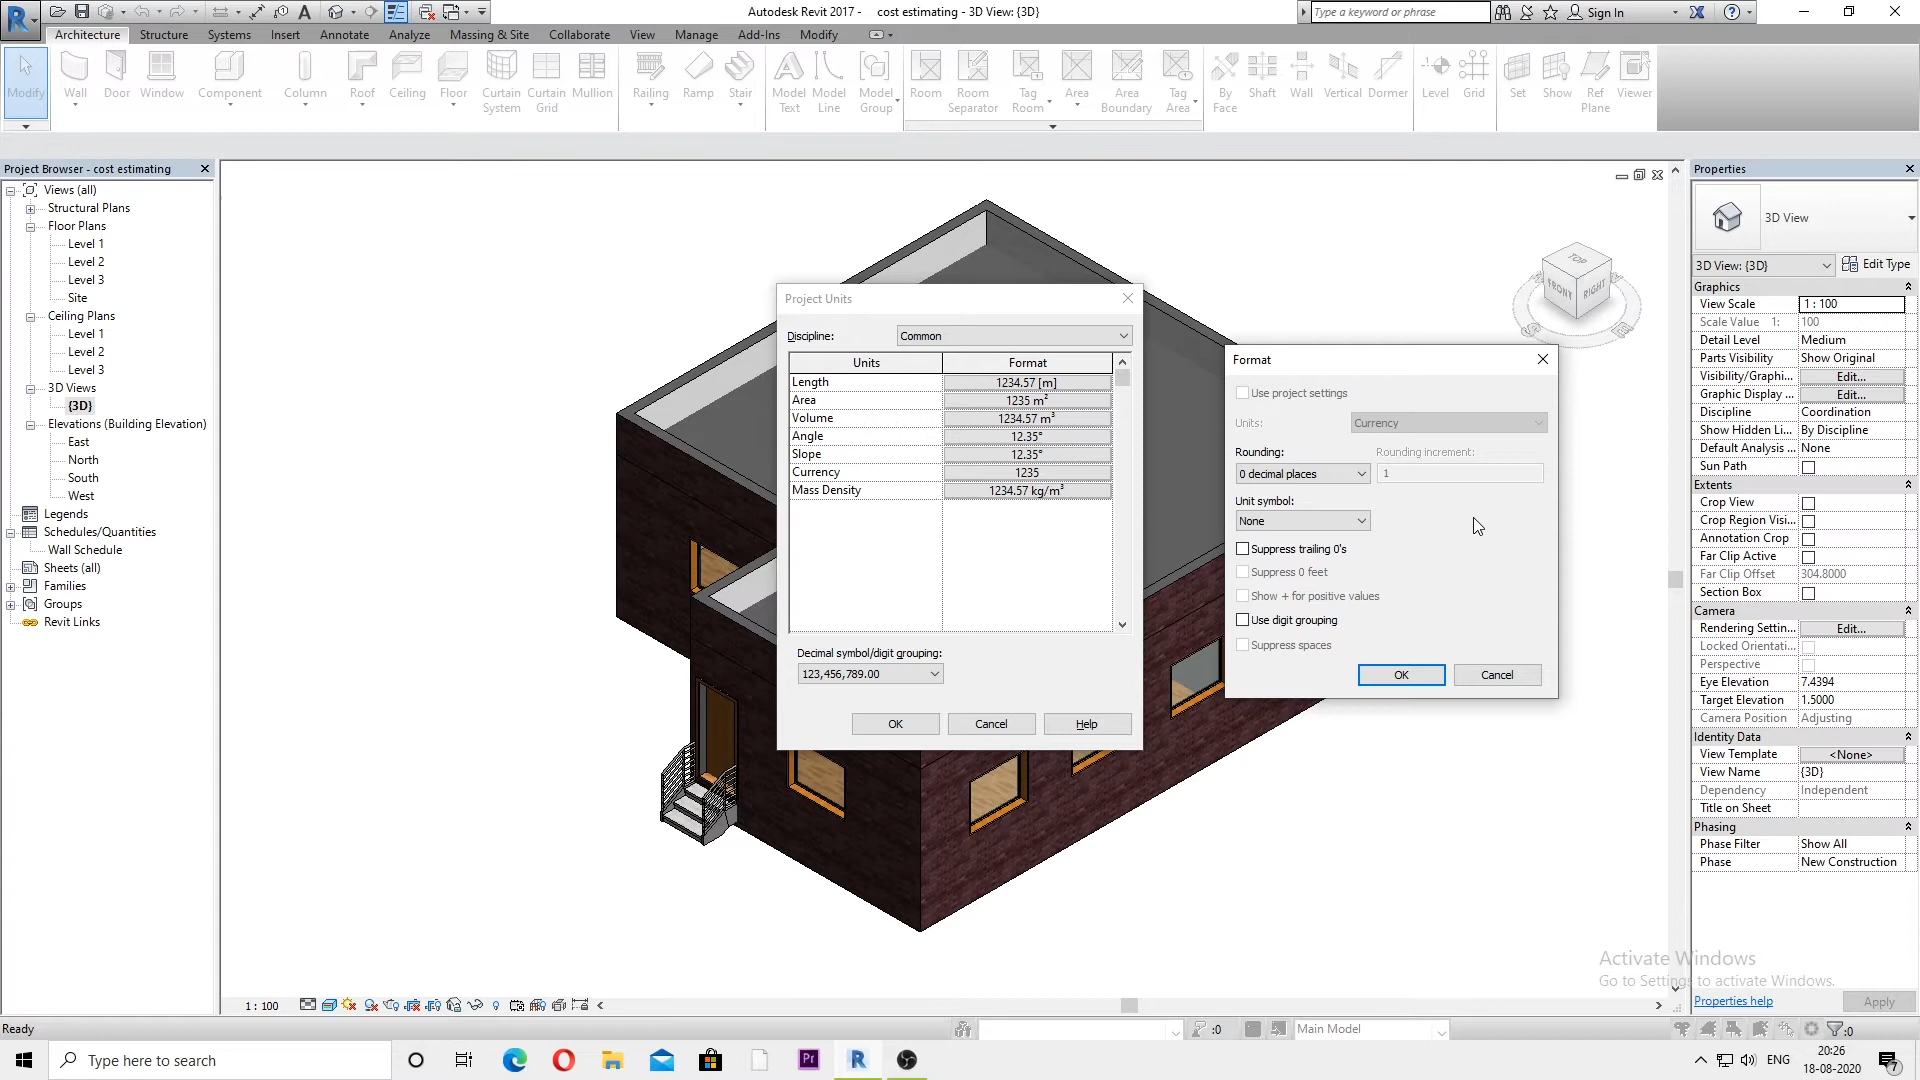 Autodesk Revit 2017 - cost estimating - 3D View: {3D}
Type a keyword or phrase
Sign In
Architecture Structure Systems Insert Annotate Analyze Massing & Site Collaborate View Manage Add-Ins Modify
Modify
Wall
Door
Window
Component
Column
Roof
Ceiling
Floor
Curtain System
Curtain Grid
Mullion
Railing
Ramp
Stair
Model Text
Model Line
Model Group
Room
Room Separator
Tag Room
Area
Area Boundary
Tag Area
By Face
Shaft
Wall
Vertical
Dormer
Level
Grid
Set
Show
Ref Plane
Viewer
Project Browser - cost estimating
Views (all)
Structural Plans
Floor Plans
Level 1
Level 2
Level 3
Site
Ceiling Plans
Level 1
Level 2
Level 3
3D Views
{3D}
Elevations (Building Elevation)
East
North
South
West
Legends
Schedules/Quantities
Wall Schedule
Sheets (all)
Families
Groups
Revit Links
TOP
FRONT
RIGHT
S
E
Project Units
Discipline: Common
Units Format
Length 1234.57 [m]
Area 1235 m²
Volume 1234.57 m³
Angle 12.35°
Slope 12.35°
Currency 1235
Mass Density 1234.57 kg/m³
Decimal symbol/digit grouping:
123,456,789.00
OK Cancel Help
Format
Use project settings
Units: Currency
Rounding: Rounding increment:
0 decimal places 1
Unit symbol:
None
Suppress trailing 0's
Suppress 0 feet
Show + for positive values
Use digit grouping
Suppress spaces
OK Cancel
Properties
3D View
3D View: {3D} Edit Type
Graphics
View Scale 1 : 100
Scale Value 1: 100
Detail Level Medium
Parts Visibility Show Original
Visibility/Graphi... Edit...
Graphic Display ... Edit...
Discipline Coordination
Show Hidden Li... By Discipline
Default Analysis ... None
Sun Path
Extents
Crop View
Crop Region Visi...
Annotation Crop
Far Clip Active
Far Clip Offset 304.8000
Section Box
Camera
Rendering Settin... Edit...
Locked Orientati...
Perspective
Eye Elevation 7.4394
Target Elevation 1.5000
Camera Position Adjusting
Identity Data
View Template <None>
View Name {3D}
Dependency Independent
Title on Sheet
Phasing
Phase Filter Show All
Phase New Construction
Activate Windows
Go to Settings to activate Windows.
Properties help Apply
1 : 100
Ready
:0
Main Model
:0
Type here to search
ENG
20:26
18-08-2020
7